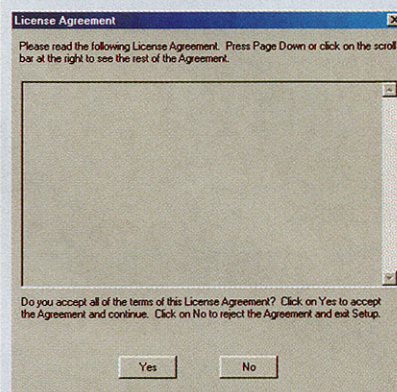 License Agreement
Please read the following License Agreement. Press Page Down or click on the scroll
bar at the right to see the rest of the Agreement.
Do you accept all of the terms of this License Agreement? Click on Yes to accept
the Agreement and continue. Click on No to reject the Agreement and exit Setup.
Yes
No